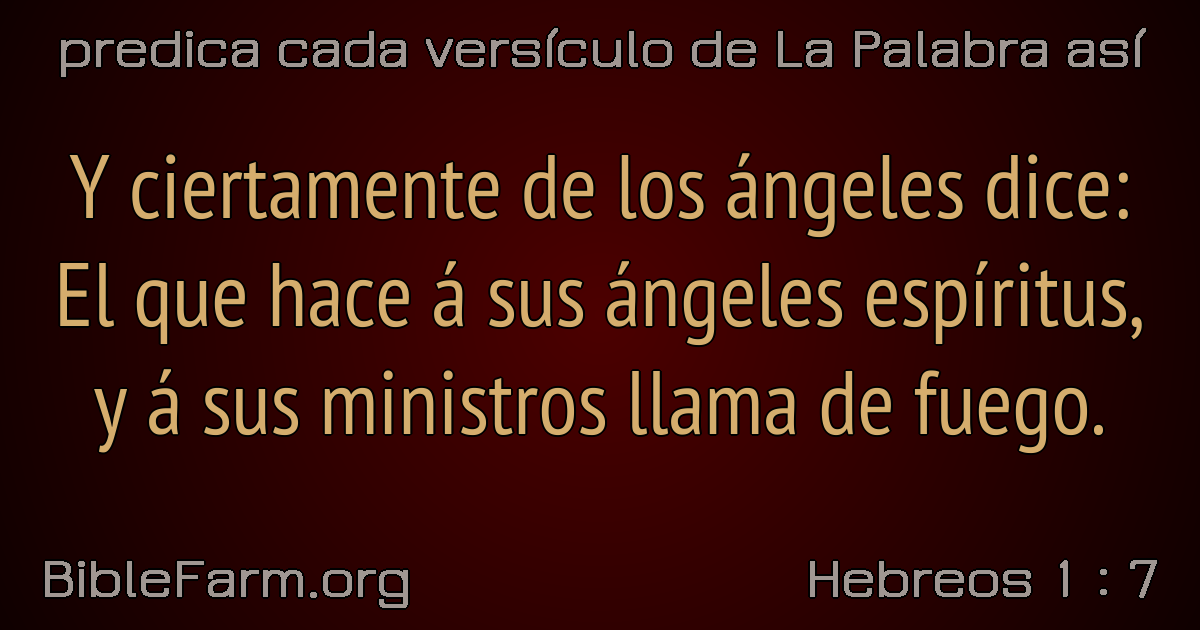 predica cada versículo de La Palabra así
Y ciertamente de los ángeles dice:
El que hace á sus ángeles espíritus,
y á sus ministros llama de fuego.
BibleFarm.org
Hebreos 1 : 7